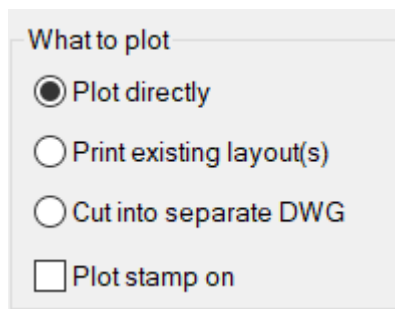 What to plot
Plot directly
Print existing layout(s)
Cut into separate DWG
Plot stamp on